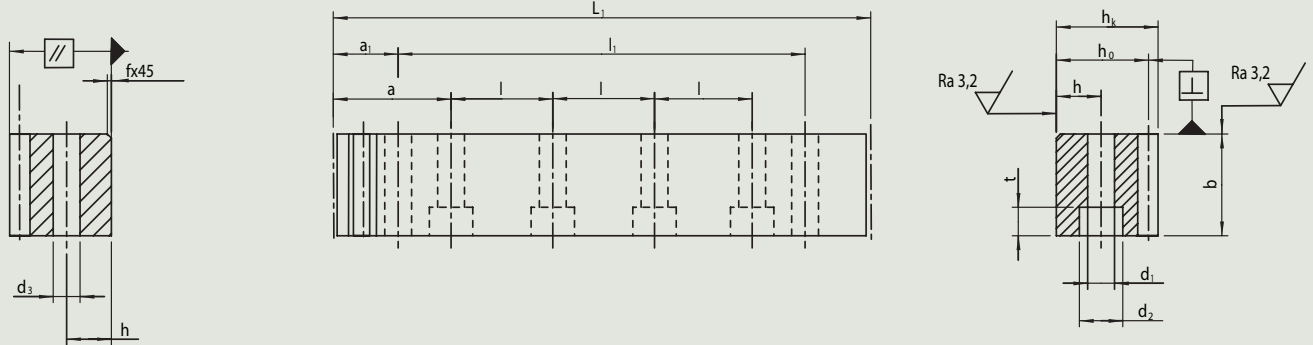 //
fx45
d₃
h
L₁
a₁
l₁
a
l
l
l
hₖ
h₀
h
Ra 3,2
Ra 3,2
t
b
d₁
d₂